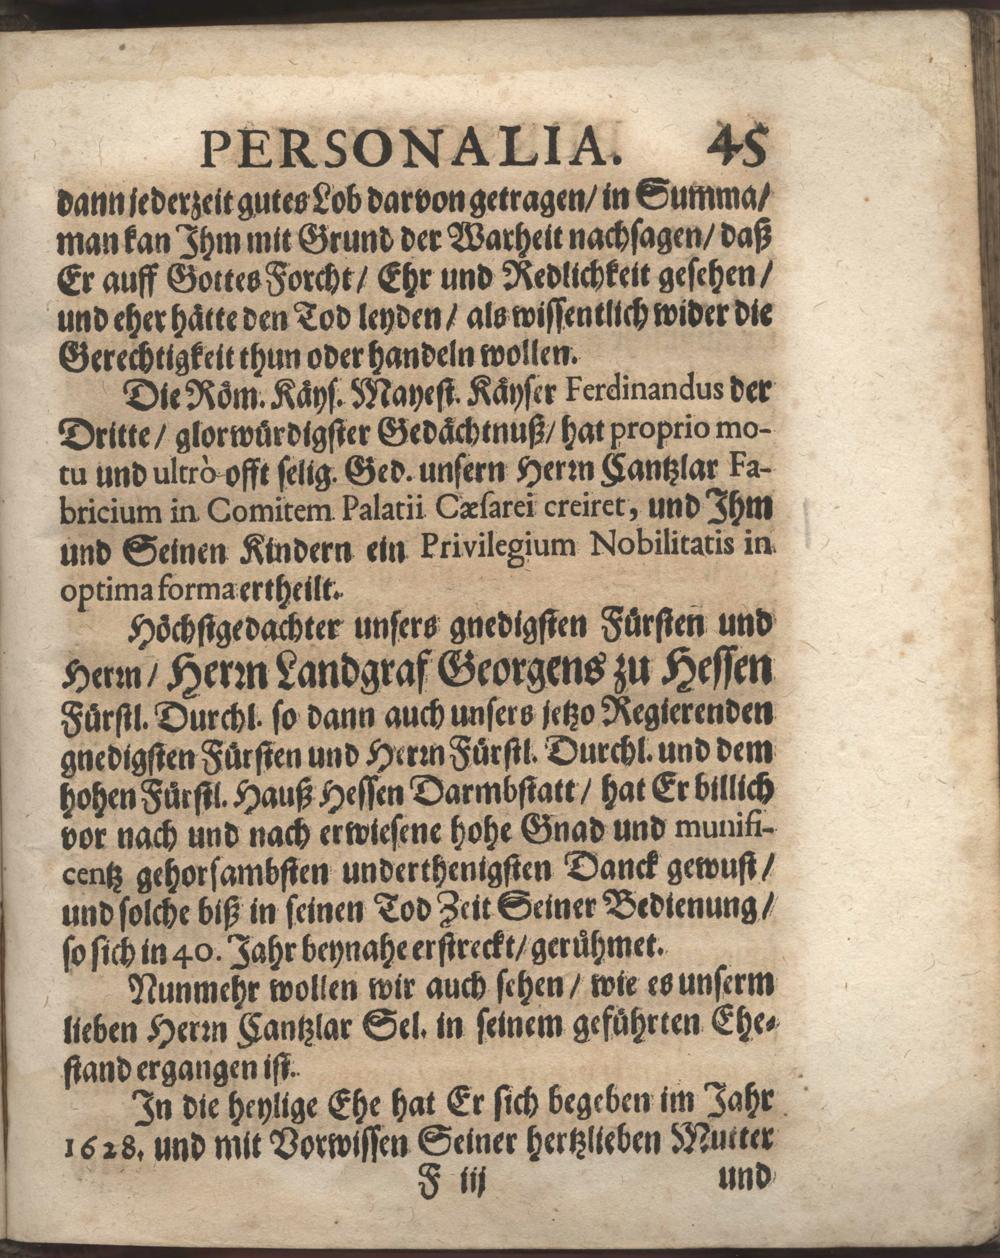 PERSONALIA. 45
dann jederzeit gutes Lob darvon getragen/ in Summa/
man kan Ihm mit Grund der Warheit nachsagen/ daß
Er auff Gottes Forcht/ Ehr und Redlichkeit gesehen/
und eher hätte den Tod leyden/ als wissentlich wider die
Gerechtigkeit thun oder handeln wollen.
Die Röm. Käys. Mayest. Käyser Ferdinandus der
Dritte/ glorwürdigster Gedächtnuß/ hat proprio mo-
tu und ultrò offt selig. Ged. unsern Herrn Cantzlar Fa-
bricium in Comitem Palatii Cæsarei creiret, und Ihm
und Seinen Kindern ein Privilegium Nobilitatis in
optima forma ertheilt.
Höchstgedachter unsers gnedigsten Fürsten und
Herrn/ Herrn Landgraf Georgens zu Hessen
Fürstl. Durchl. so dann auch unsers jetzo Regierenden
gnedigsten Fürsten und Herrn Fürstl. Durchl. und dem
hohen Fürstl. Hauß Hessen Darmbstatt/ hat Er billich
vor nach und nach erwiesene hohe Gnad und munifi-
centz gehorsambsten underthenigsten Danck gewust/
und solche biß in seinen Tod Zeit Seiner Bedienung/
so sich in 40. Jahr beynahe erstreckt/ gerühmet.
Nunmehr wollen wir auch sehen/ wie es unserm
lieben Herrn Cantzlar Sel. in seinem geführten Ehe-
stand ergangen ist.
In die heylige Ehe hat Er sich begeben im Jahr
1628. und mit Vorwissen Seiner hertzlieben Mutter
F iij und